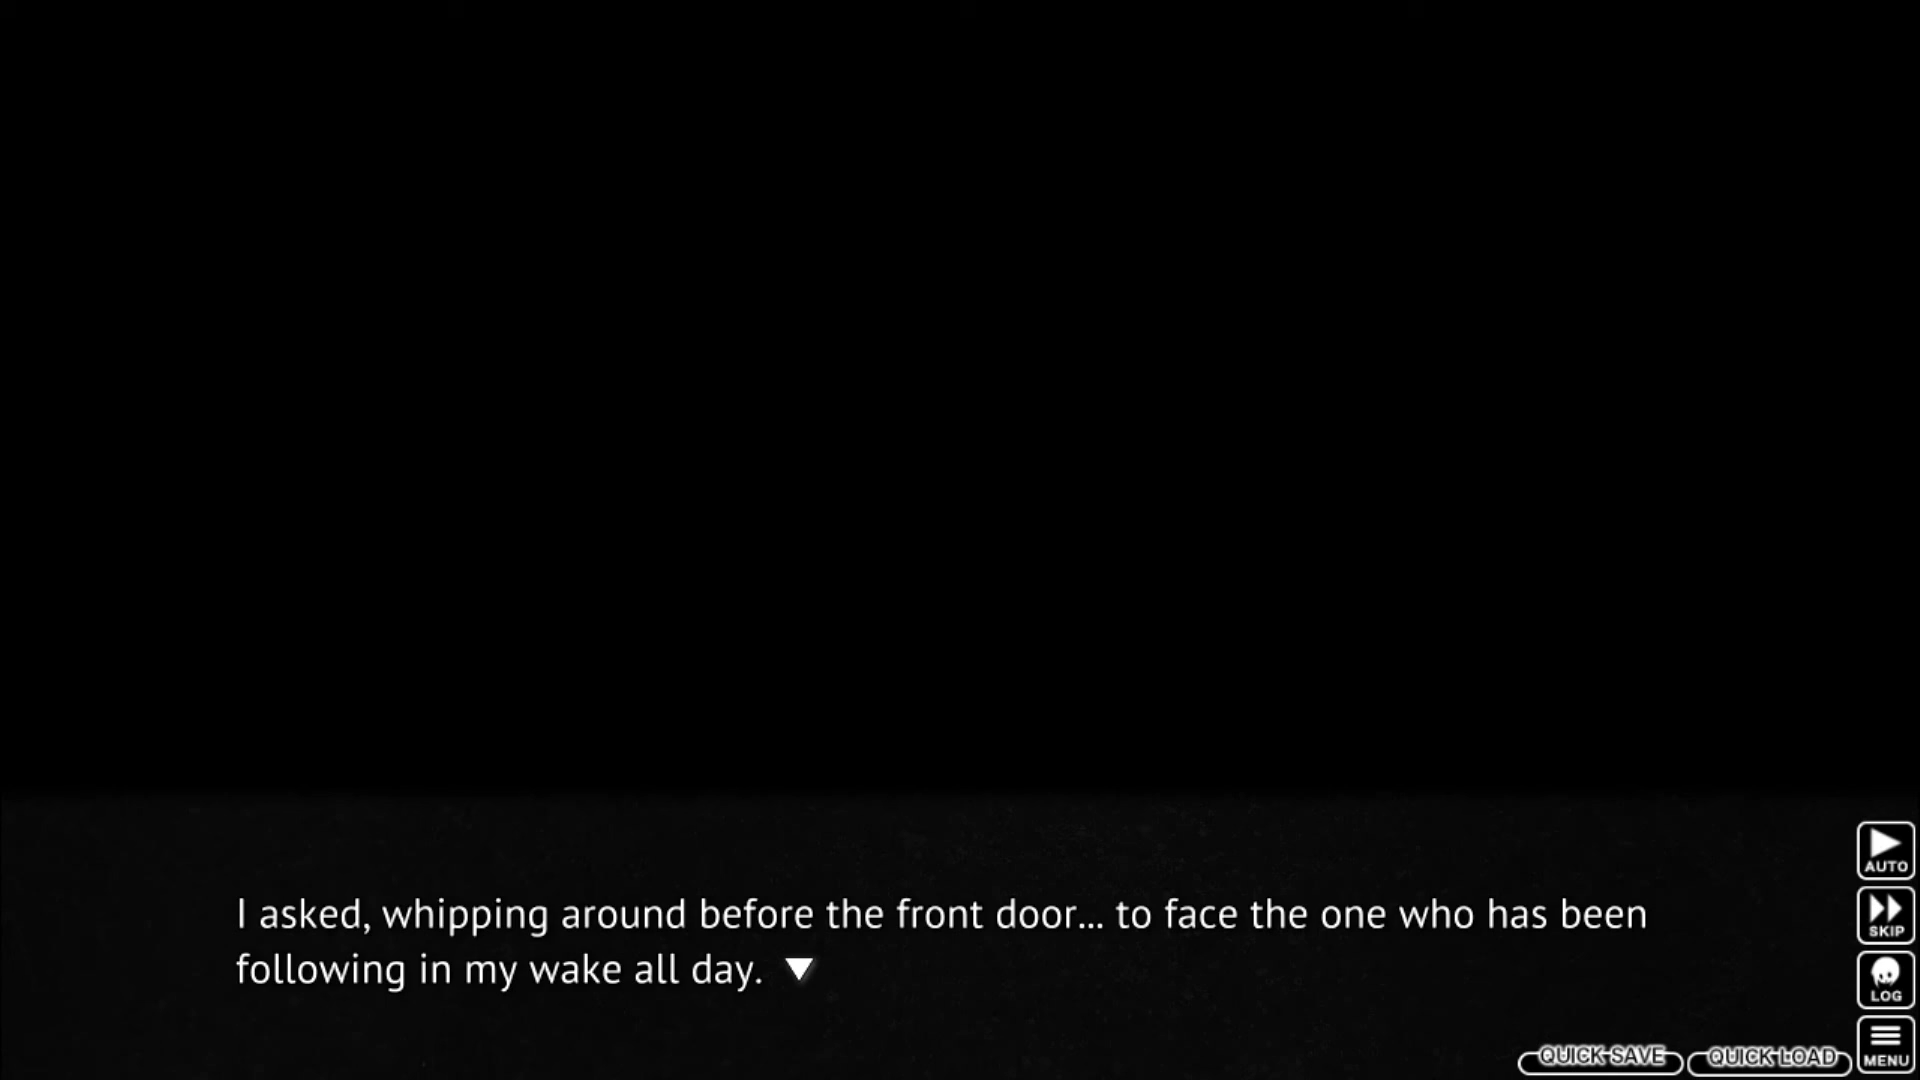 I asked, whipping around before the front door... to face the one who has been
following in my wake all day.
AUTO
SKIP
LOG
MENU
QUICK SAVE
QUICK LOAD